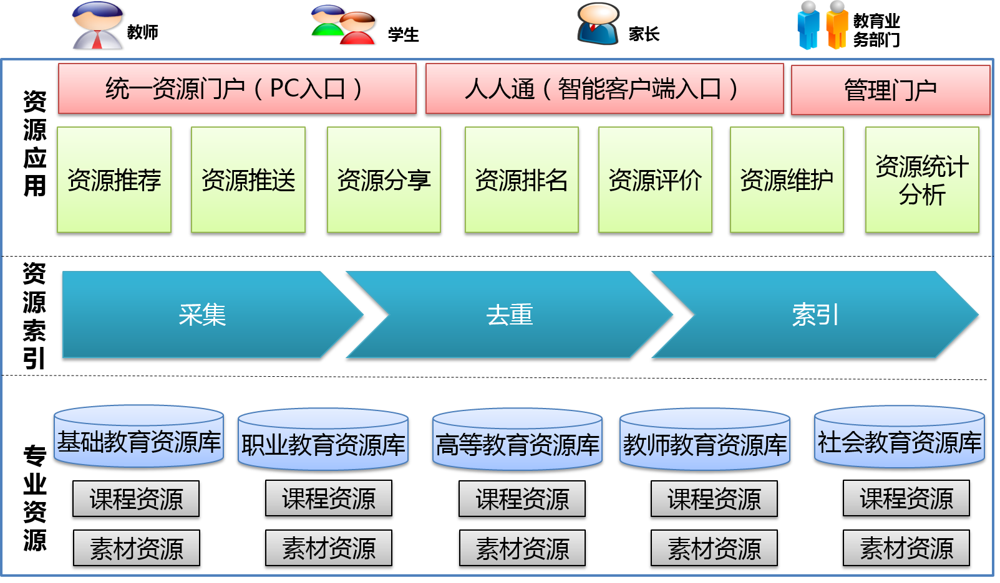 教师
学生
家长
教育业
务部门
资源应用
统一资源门户（PC入口）
人人通（智能客户端入口）
管理门户
资源推荐
资源推送
资源分享
资源排名
资源评价
资源维护
资源统计
分析
资源索引
采集
去重
索引
专业资源
基础教育资源库
职业教育资源库
高等教育资源库
教师教育资源库
社会教育资源库
课程资源
课程资源
课程资源
课程资源
课程资源
素材资源
素材资源
素材资源
素材资源
素材资源